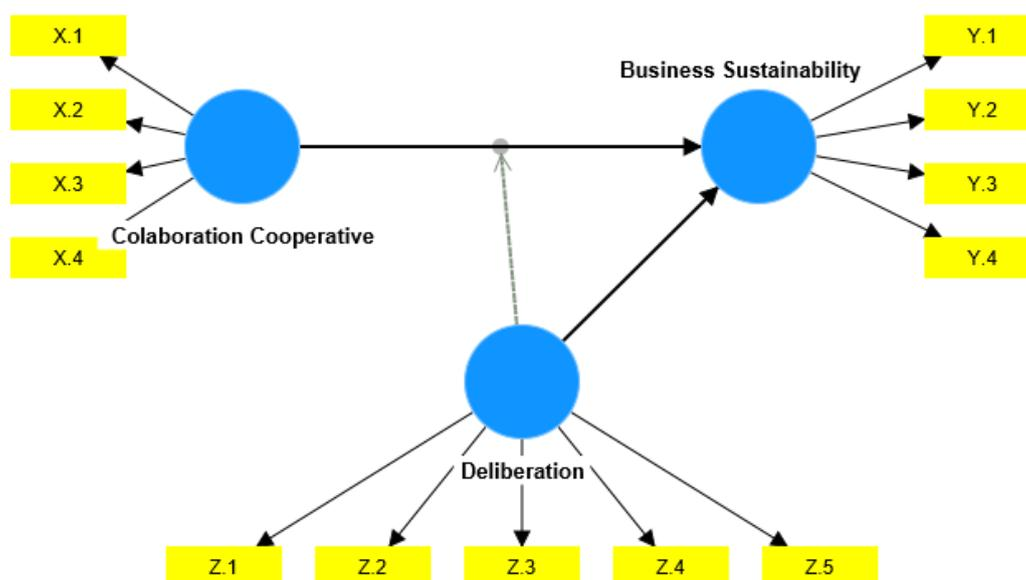 X.1
Y.1
Business Sustainability
X.2
Y.2
X.3
Y.3
Colaboration Cooperative
X.4
Y.4
Deliberation
Z.1
Z.2
Z.3
Z.4
Z.5